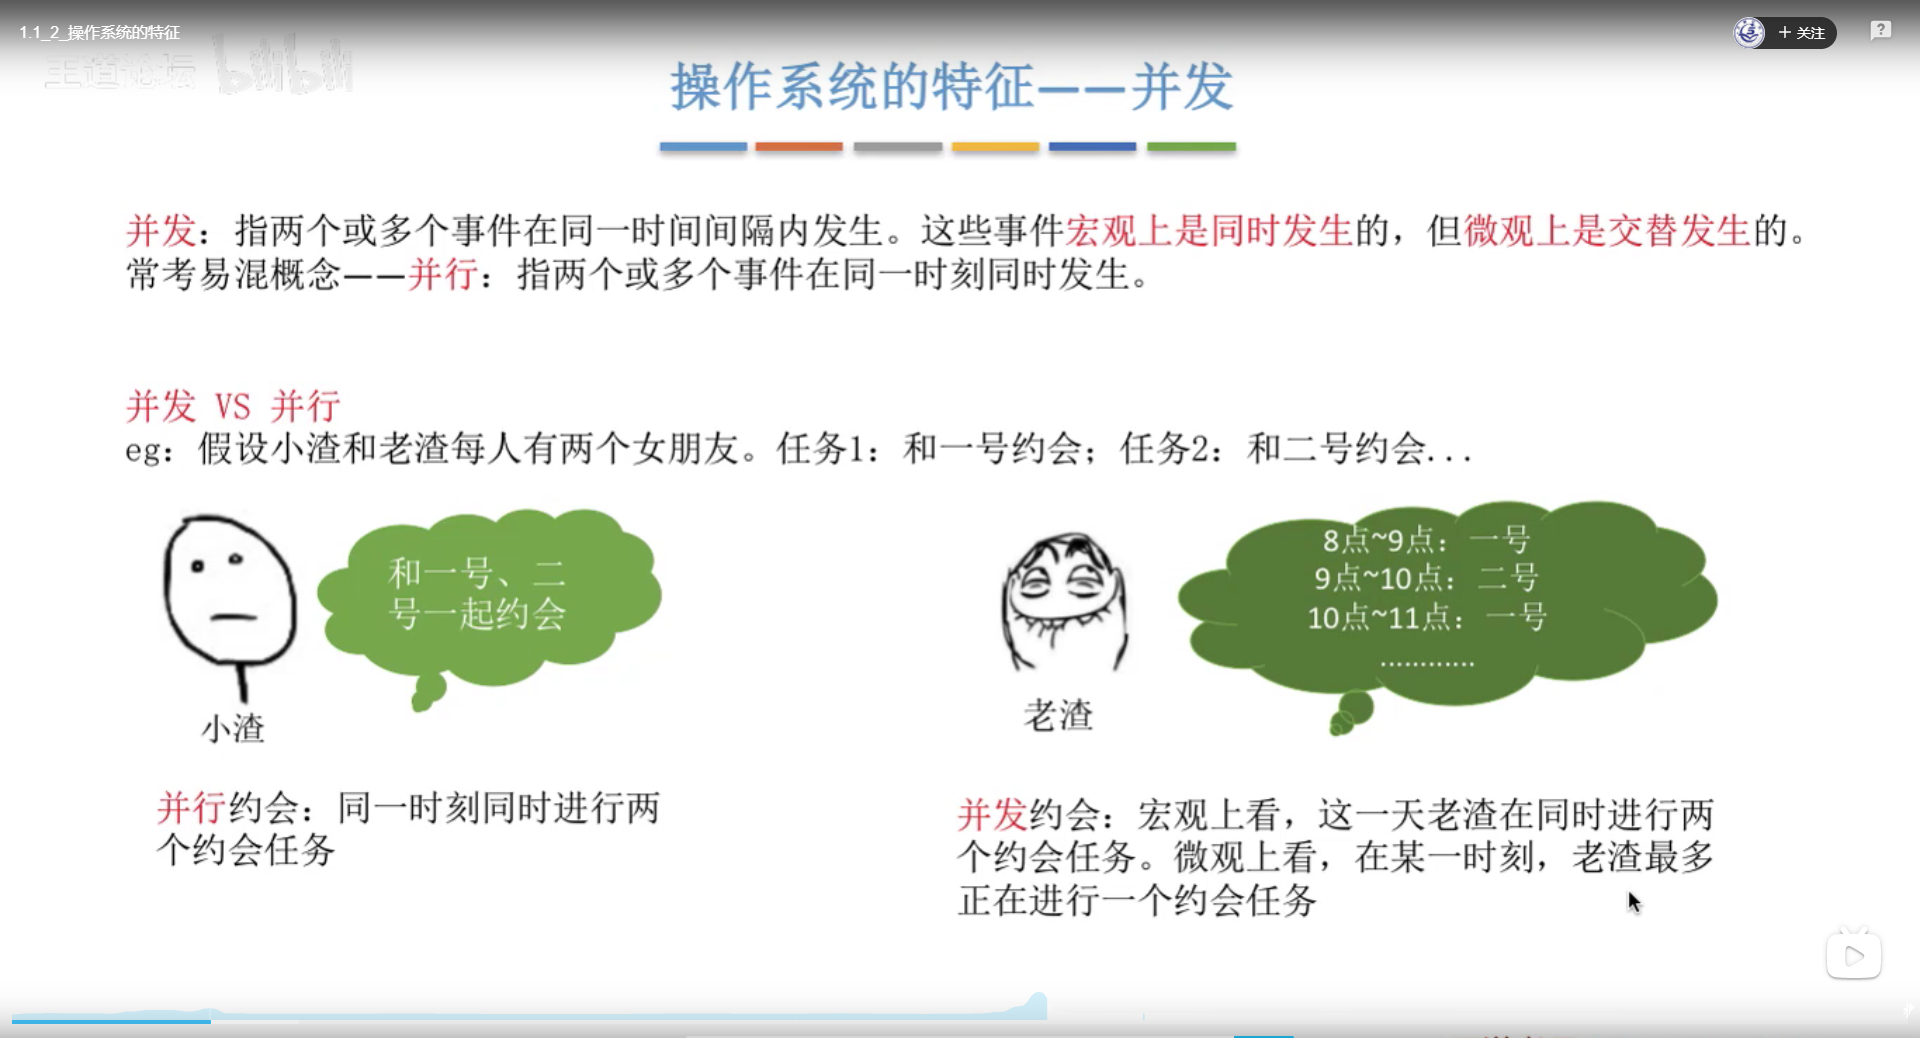 1.1_2_操作系统的特征
+ 关注
王道论坛 bilibili
操作系统的特征——并发
并发：指两个或多个事件在同一时间间隔内发生。这些事件宏观上是同时发生的，但微观上是交替发生的。
常考易混概念——并行：指两个或多个事件在同一时刻同时发生。
并发 VS 并行
eg：假设小渣和老渣每人有两个女朋友。任务1：和一号约会；任务2：和二号约会...
和一号、二
号一起约会
小渣
并行约会：同一时刻同时进行两
个约会任务
8点~9点：一号
9点~10点：二号
10点~11点：一号
…………
老渣
并发约会：宏观上看，这一天老渣在同时进行两
个约会任务。微观上看，在某一时刻，老渣最多
正在进行一个约会任务